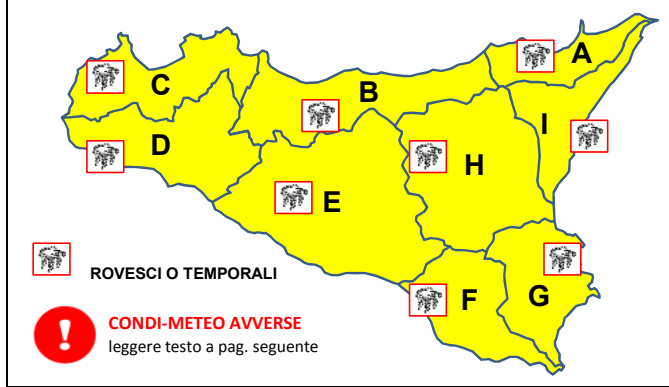 A
C
B
I
D
H
E
F
G
ROVESCI O TEMPORALI
CONDI-METEO AVVERSE
leggere testo a pag. seguente